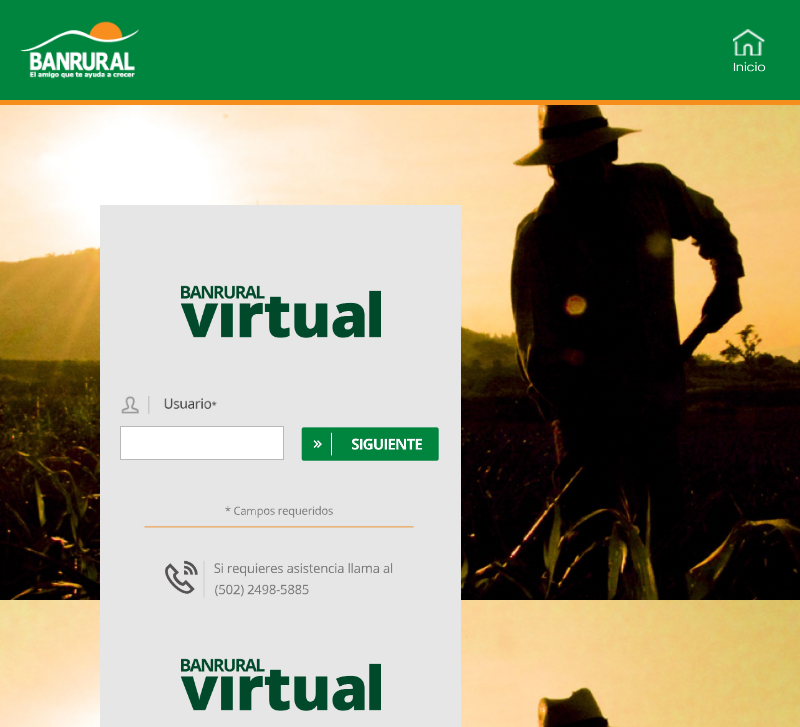 BANRURAL
El amigo que te ayuda a crecer
Inicio
BANRURAL
virtual
Usuario*
» SIGUIENTE
* Campos requeridos
Si requieres asistencia llama al
(502) 2498-5885
BANRURAL
virtual